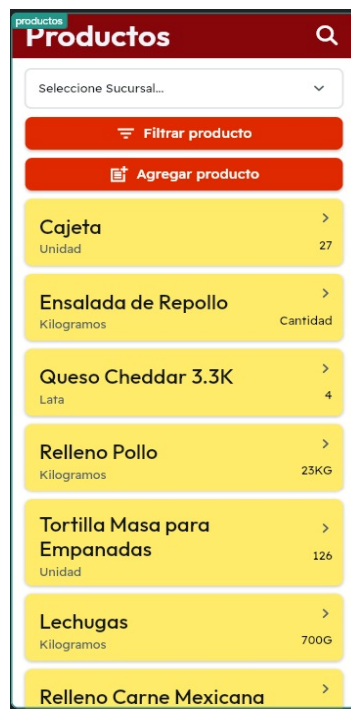 productos
Productos
Seleccione Sucursal...
Filtrar producto
Agregar producto
Cajeta
Unidad
27
Ensalada de Repollo
Kilogramos
Cantidad
Queso Cheddar 3.3K
Lata
4
Relleno Pollo
Kilogramos
23KG
Tortilla Masa para
Empanadas
Unidad
126
Lechugas
Kilogramos
700G
Relleno Carne Mexicana